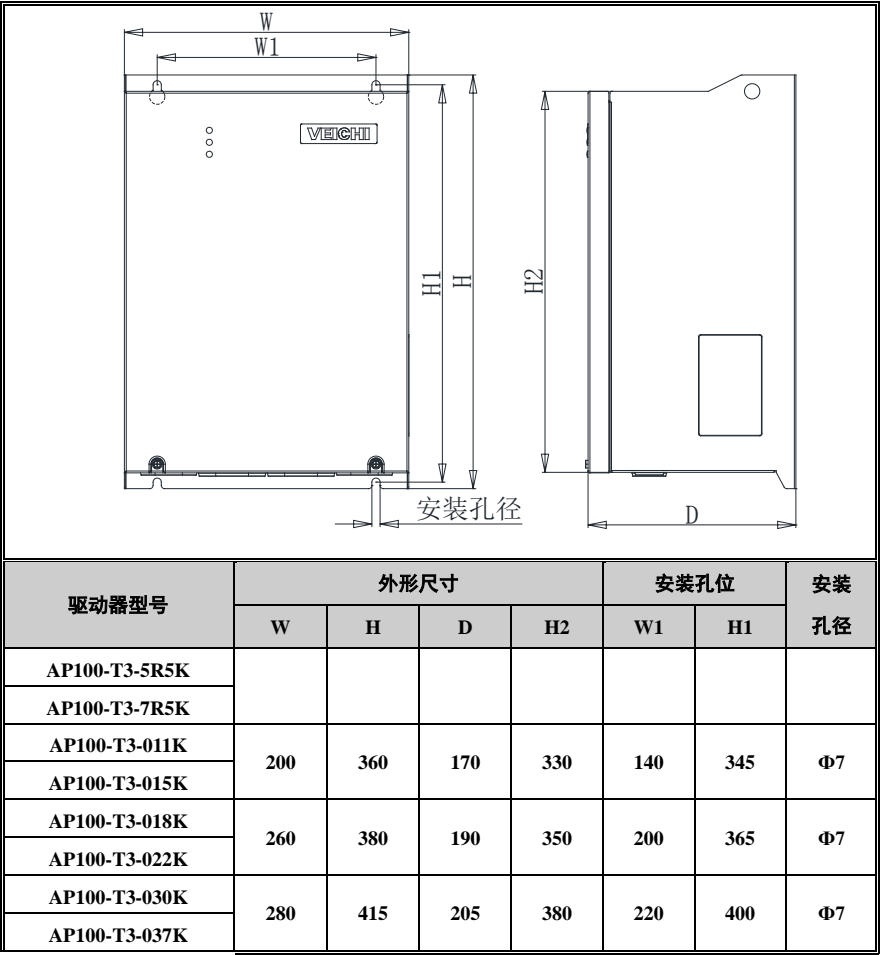 W
W1
VEICHI
H1
H
H2
安装孔径
D
驱动器型号 外形尺寸 安装孔位 安装孔径
W H D H2 W1 H1
AP100-T3-5R5K
AP100-T3-7R5K
AP100-T3-011K 200 360 170 330 140 345 Φ7
AP100-T3-015K
AP100-T3-018K 260 380 190 350 200 365 Φ7
AP100-T3-022K
AP100-T3-030K 280 415 205 380 220 400 Φ7
AP100-T3-037K